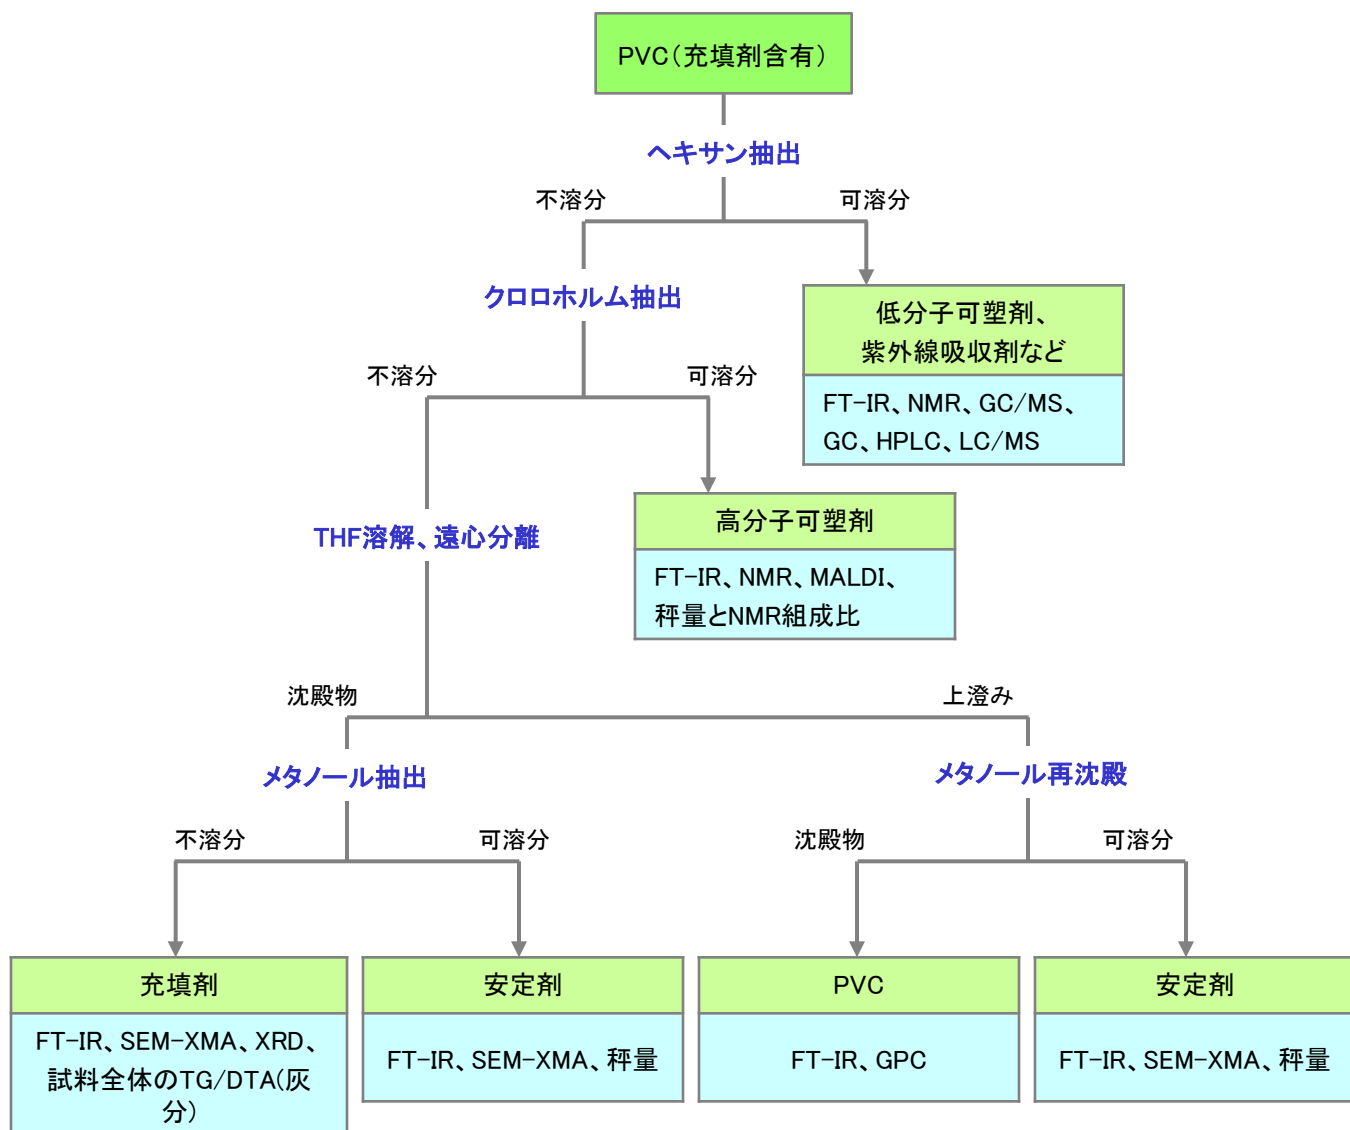 PVC(充填剤含有)
ヘキサン抽出
不溶分
可溶分
クロロホルム抽出
低分子可塑剤、
紫外線吸収剤など
FT-IR、NMR、GC/MS、
GC、HPLC、LC/MS
不溶分
可溶分
高分子可塑剤
FT-IR、NMR、MALDI、
秤量とNMR組成比
THF溶解、遠心分離
沈殿物
上澄み
メタノール抽出
メタノール再沈殿
不溶分
可溶分
沈殿物
可溶分
充填剤
FT-IR、SEM-XMA、XRD、
試料全体のTG/DTA(灰
分)
安定剤
FT-IR、SEM-XMA、秤量
PVC
FT-IR、GPC
安定剤
FT-IR、SEM-XMA、秤量